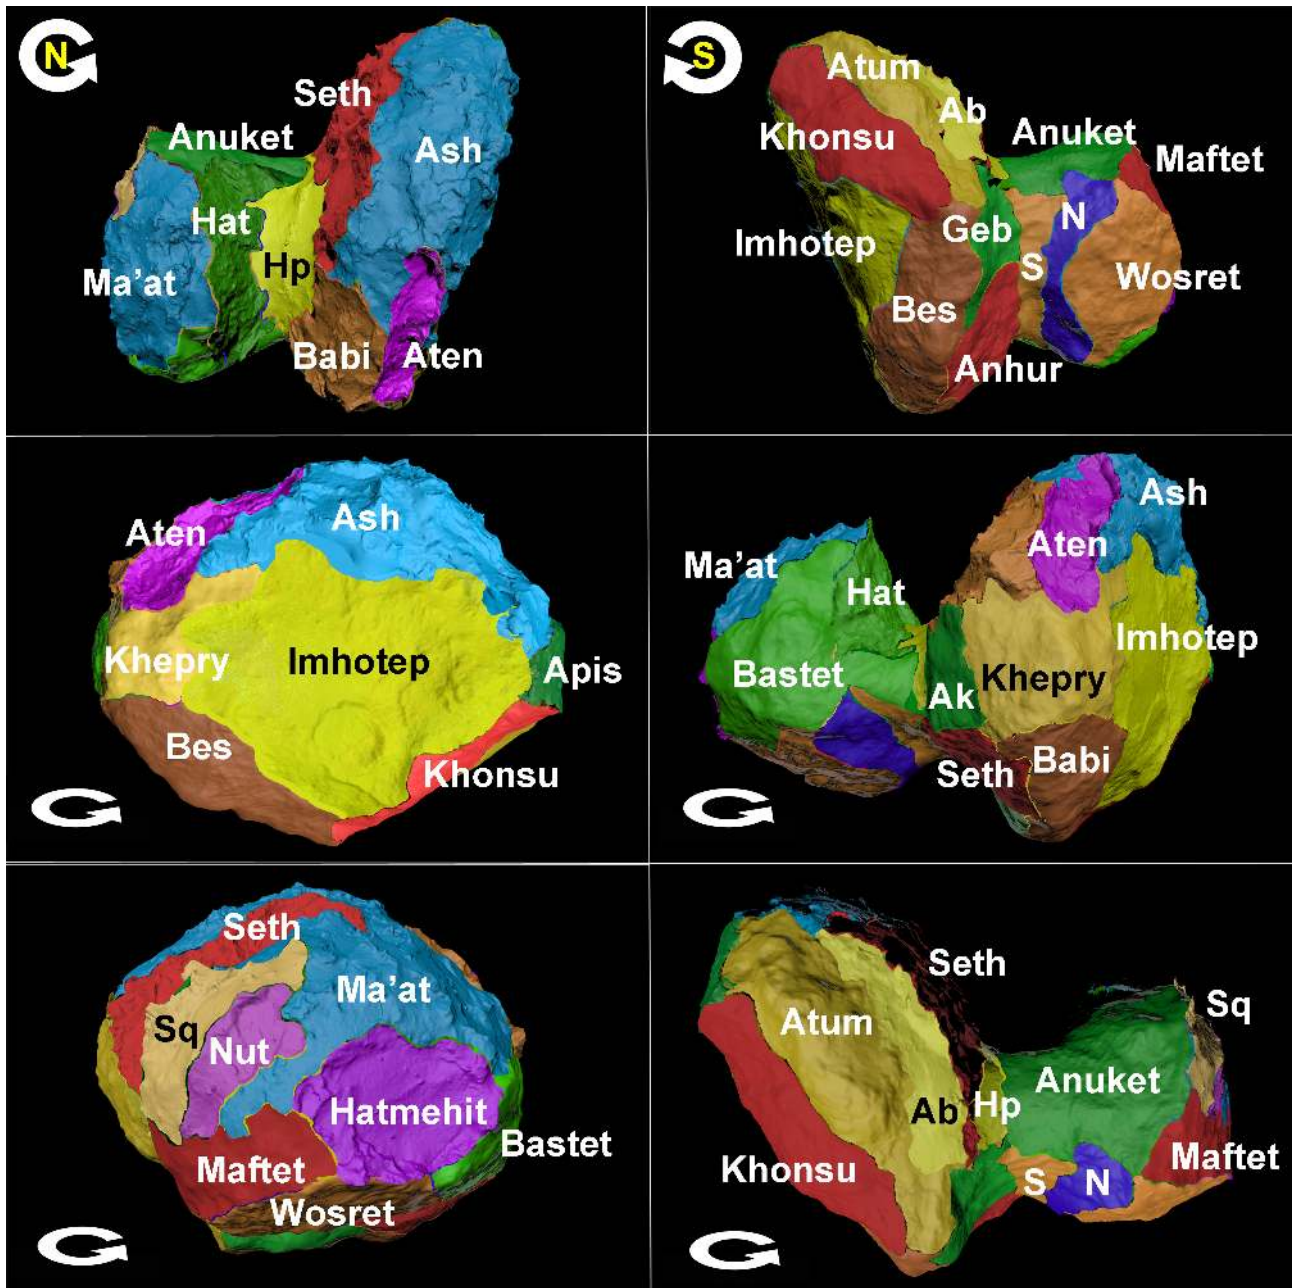 N
Seth
Anuket
Ash
Hat
Hp
Ma'at
Babi
Aten
S
Atum
Ab
Khonsu
Anuket
Maftet
N
Geb
Imhotep
S
Wosret
Bes
Anhur
Ash
Aten
Khepry
Imhotep
Apis
Bes
Khonsu
Ash
Aten
Ma'at
Hat
Imhotep
Bastet
Khepry
Ak
Seth
Babi
Seth
Ma'at
Sq
Nut
Hatmehit
Bastet
Maftet
Wosret
Seth
Sq
Atum
Anuket
Hp
Ab
Khonsu
Maftet
S
N